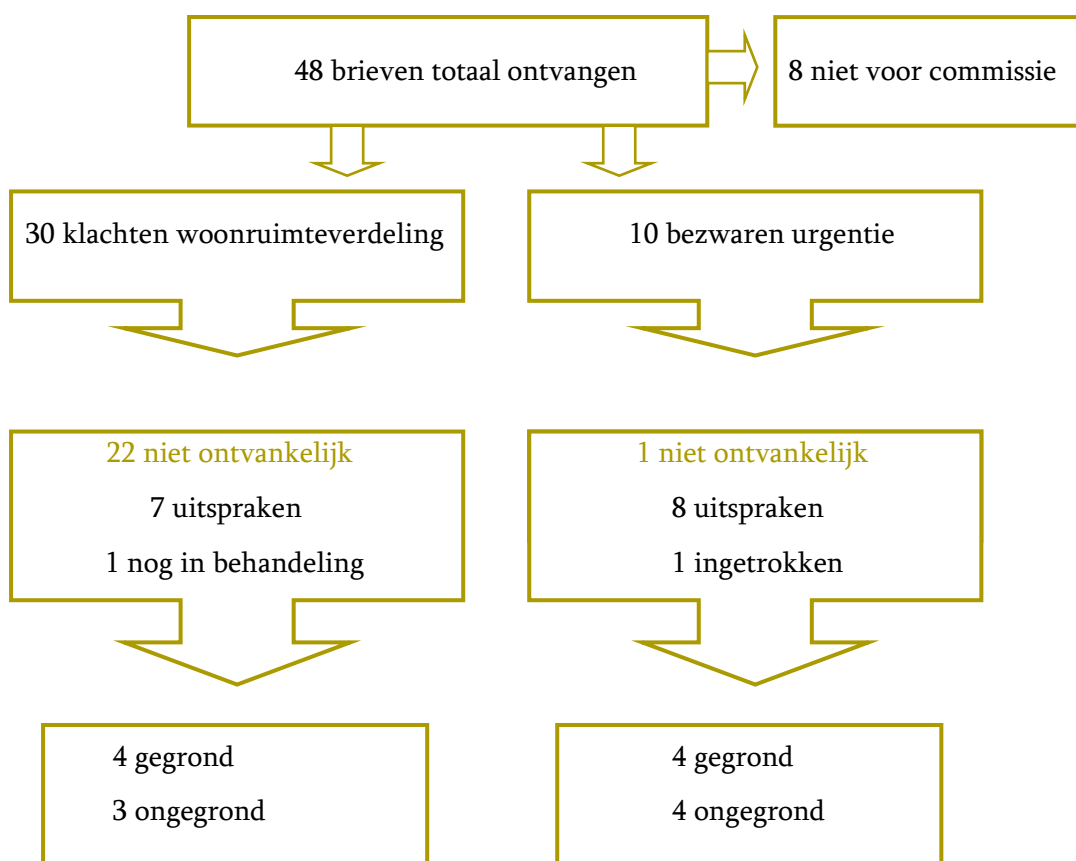 48 brieven totaal ontvangen
8 niet voor commissie
30 klachten woonruimteverdeling
10 bezwaren urgentie
22 niet ontvankelijk
7 uitspraken
1 nog in behandeling
1 niet ontvankelijk
8 uitspraken
1 ingetrokken
4 gegrond
3 ongegrond
4 gegrond
4 ongegrond